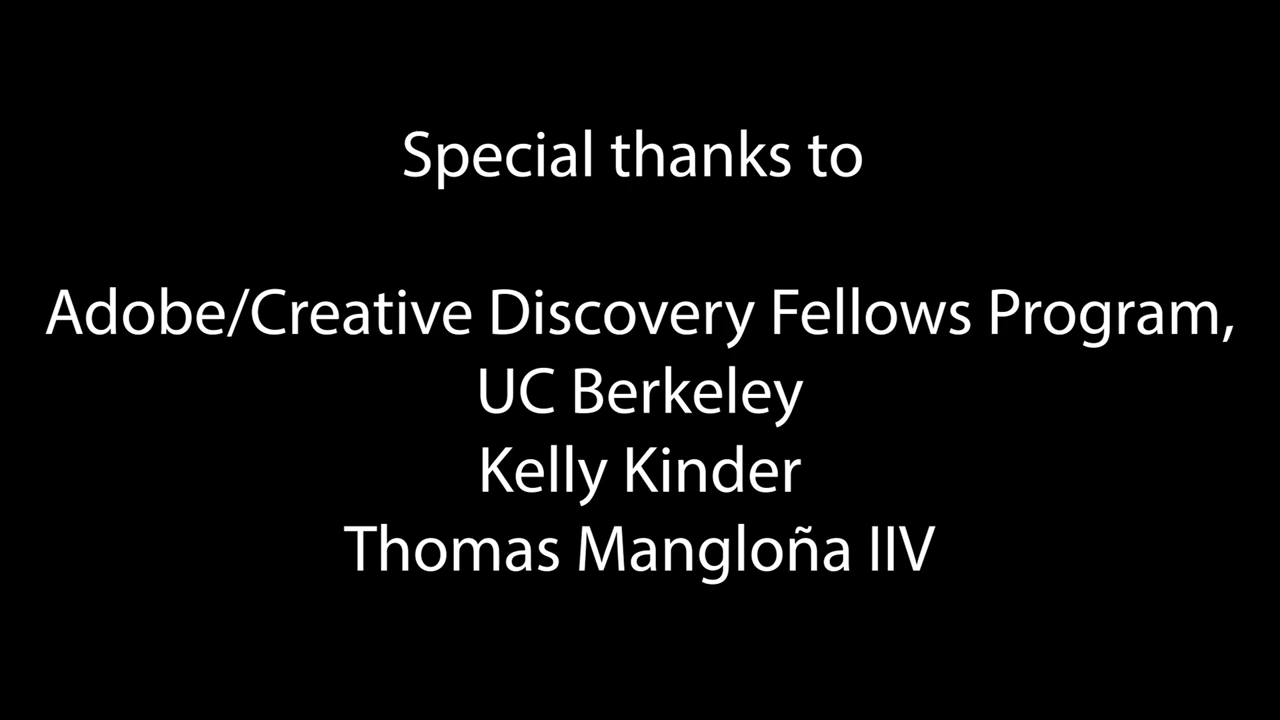 Special thanks to
Adobe/Creative Discovery Fellows Program,
UC Berkeley
Kelly Kinder
Thomas Mangloña IIV